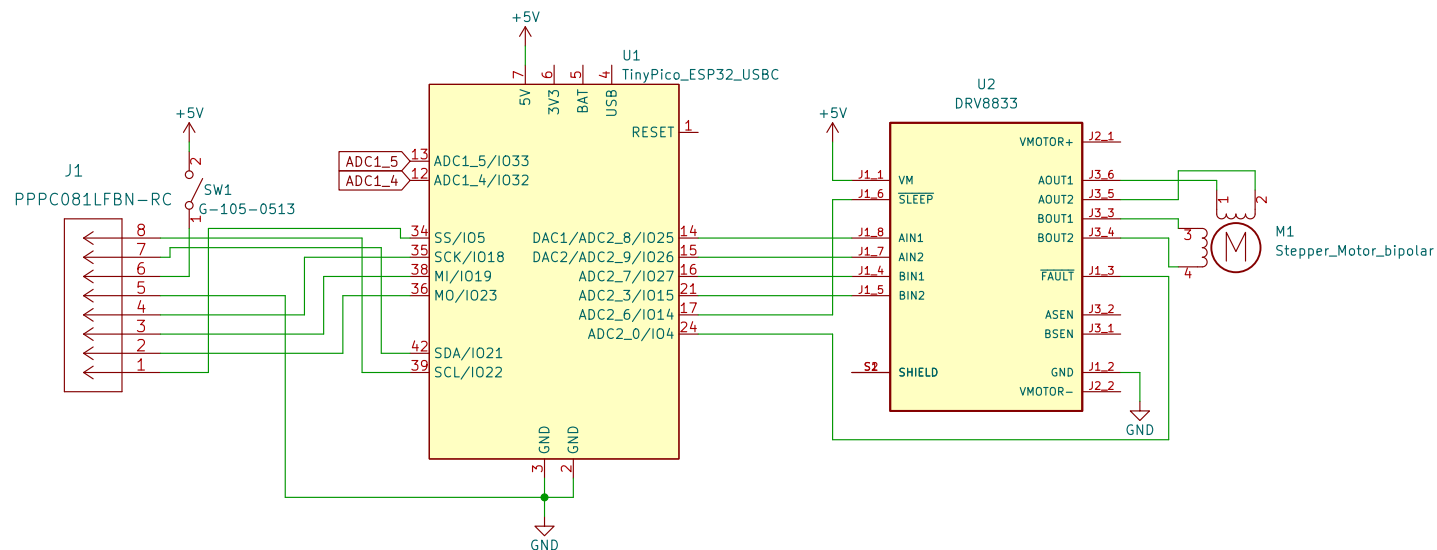 +5V
U1
TinyPico_ESP32_USBC
7
6
5
4
5V
3V3
BAT
USB
RESET
1
U2
DRV8833
+5V
+5V
2
SW1
G-105-0513
1
J1
PPPC081LFBN-RC
8
7
6
5
4
3
2
1
ADC1_5
13
ADC1_5/IO33
ADC1_4
12
ADC1_4/IO32
34
SS/IO5
35
SCK/IO18
38
MI/IO19
36
MO/IO23
42
SDA/IO21
39
SCL/IO22
DAC1/ADC2_8/IO25
14
DAC2/ADC2_9/IO26
15
ADC2_7/IO27
16
ADC2_3/IO15
21
ADC2_6/IO14
17
ADC2_0/IO4
24
GND
GND
3
2
GND
J1_1
VM
J1_6
SLEEP
J1_8
AIN1
J1_7
AIN2
J1_4
BIN1
J1_5
BIN2
SHIELD
VMOTOR+
J2_1
AOUT1
J3_6
AOUT2
J3_5
BOUT1
J3_3
BOUT2
J3_4
FAULT
J1_3
ASEN
J3_2
BSEN
J3_1
GND
J1_2
VMOTOR-
J2_2
GND
1
2
3
4
M
M1
Stepper_Motor_bipolar